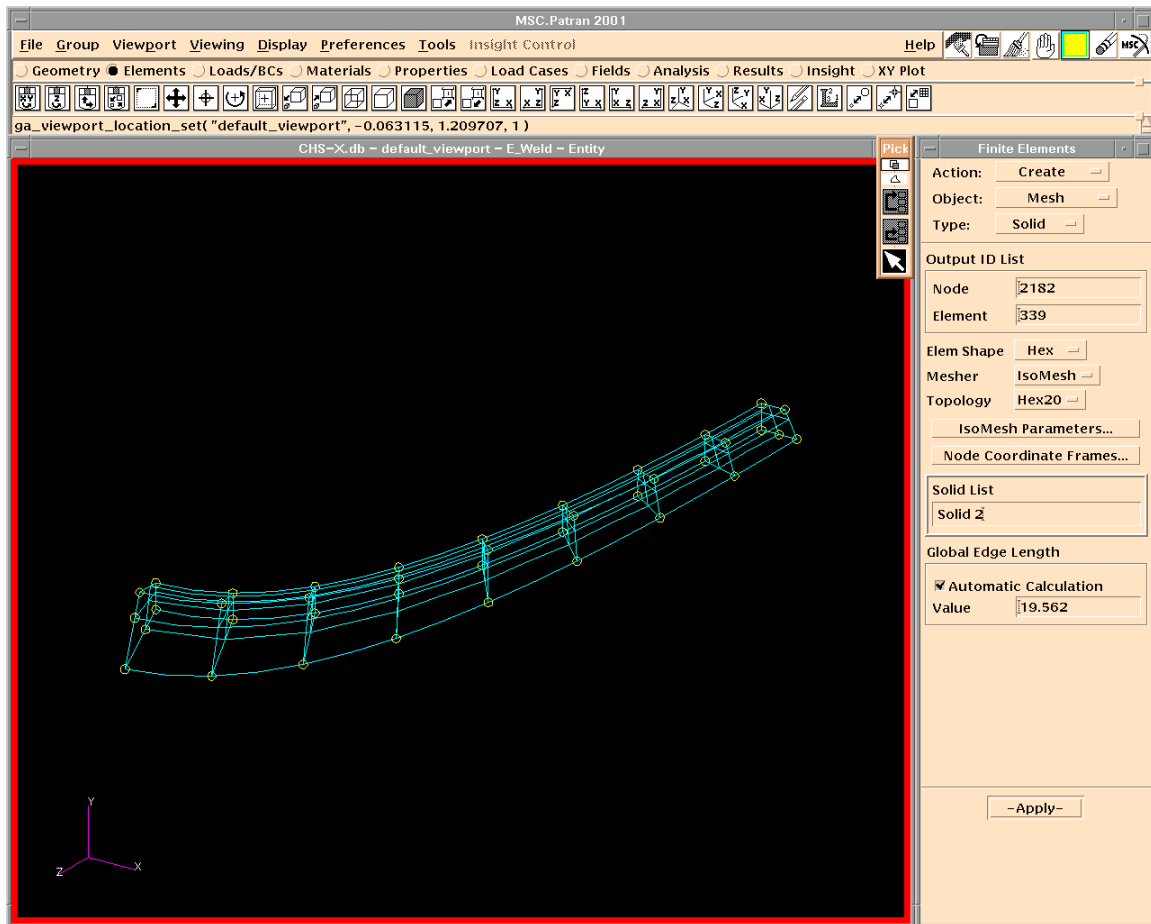 MSC.Patran 2001
File Group Viewport Viewing Display Preferences Tools Insight Control Help
MSC
Geometry Elements Loads/BCs Materials Properties Load Cases Fields Analysis Results Insight XY Plot
ga_viewport_location_set( "default_viewport", -0.063115, 1.209707, 1 )
CHS-X.db - default_viewport - E_Weld - Entity
Pick
Finite Elements
Action: Create
Object: Mesh
Type: Solid
Output ID List
Node 2182
Element 339
Elem Shape Hex
Mesher IsoMesh
Topology Hex20
IsoMesh Parameters...
Node Coordinate Frames...
Solid List
Solid 2
Global Edge Length
Automatic Calculation
Value 19.562
-Apply-
Y
X
Z